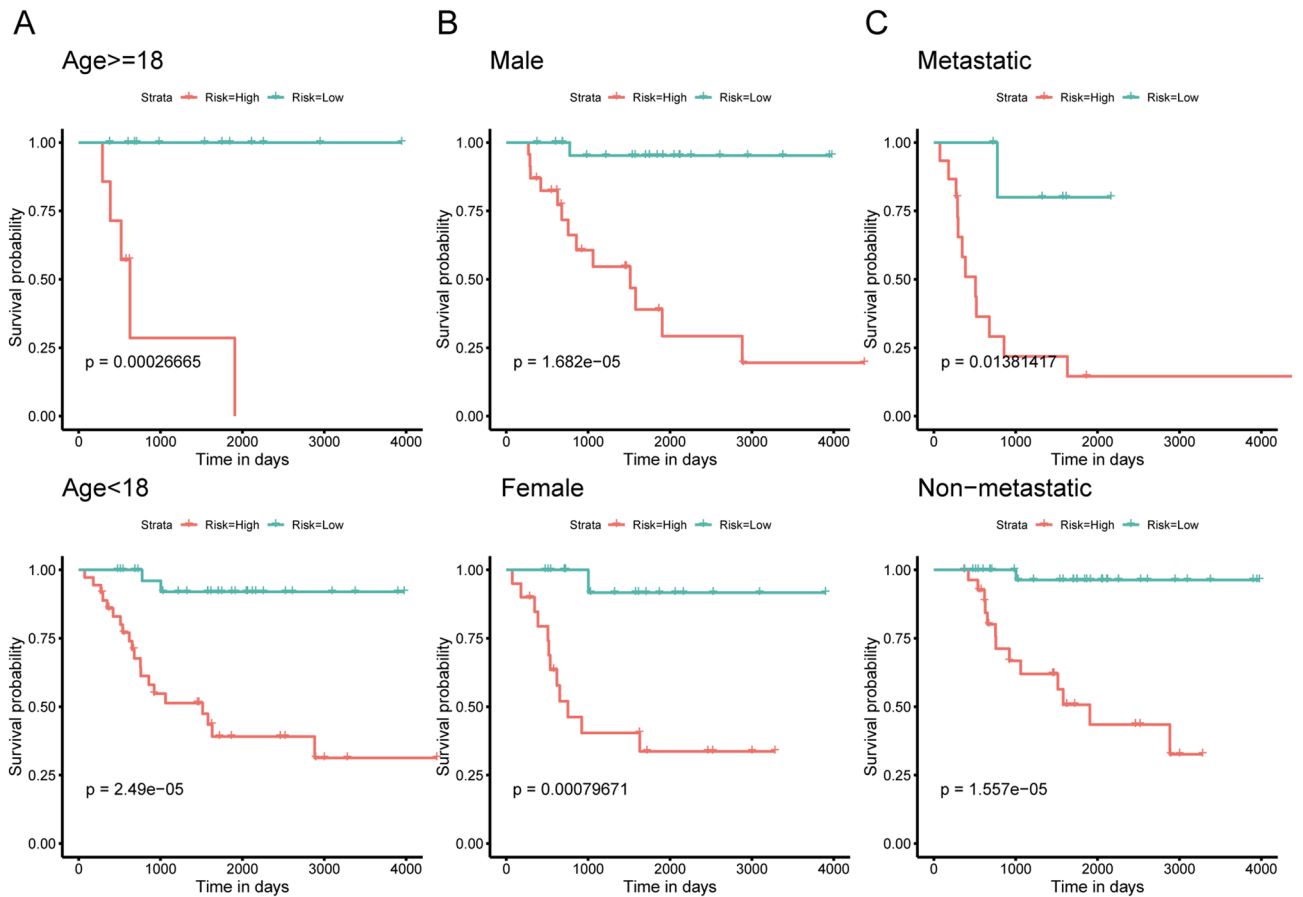 A
B
C
Age>=18
Male
Metastatic
Strata Risk=High Risk=Low
Strata Risk=High Risk=Low
Strata Risk=High Risk=Low
Survival probability
1.00
0.75
0.50
0.25
0.00
p = 0.00026665
0 1000 2000 3000 4000
Time in days
Survival probability
1.00
0.75
0.50
0.25
0.00
p = 1.682e−05
0 1000 2000 3000 4000
Time in days
Survival probability
1.00
0.75
0.50
0.25
0.00
p = 0.01381417
0 1000 2000 3000 4000
Time in days
Age<18
Female
Non−metastatic
Strata Risk=High Risk=Low
Strata Risk=High Risk=Low
Strata Risk=High Risk=Low
Survival probability
1.00
0.75
0.50
0.25
0.00
p = 2.49e−05
0 1000 2000 3000 4000
Time in days
Survival probability
1.00
0.75
0.50
0.25
0.00
p = 0.00079671
0 1000 2000 3000 4000
Time in days
Survival probability
1.00
0.75
0.50
0.25
0.00
p = 1.557e−05
0 1000 2000 3000 4000
Time in days